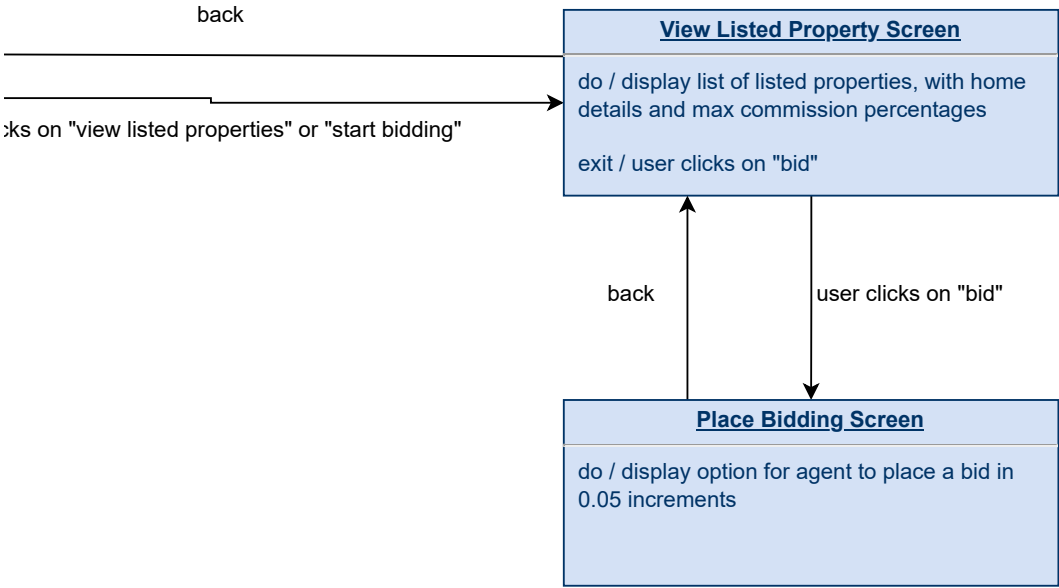 back
View Listed Property Screen
do / display list of listed properties, with home
details and max commission percentages
on "view listed properties" or "start bidding"
exit / user clicks on "bid"
back
user clicks on "bid"
Place Bidding Screen
do / display option for agent to place a bid in
0.05 increments